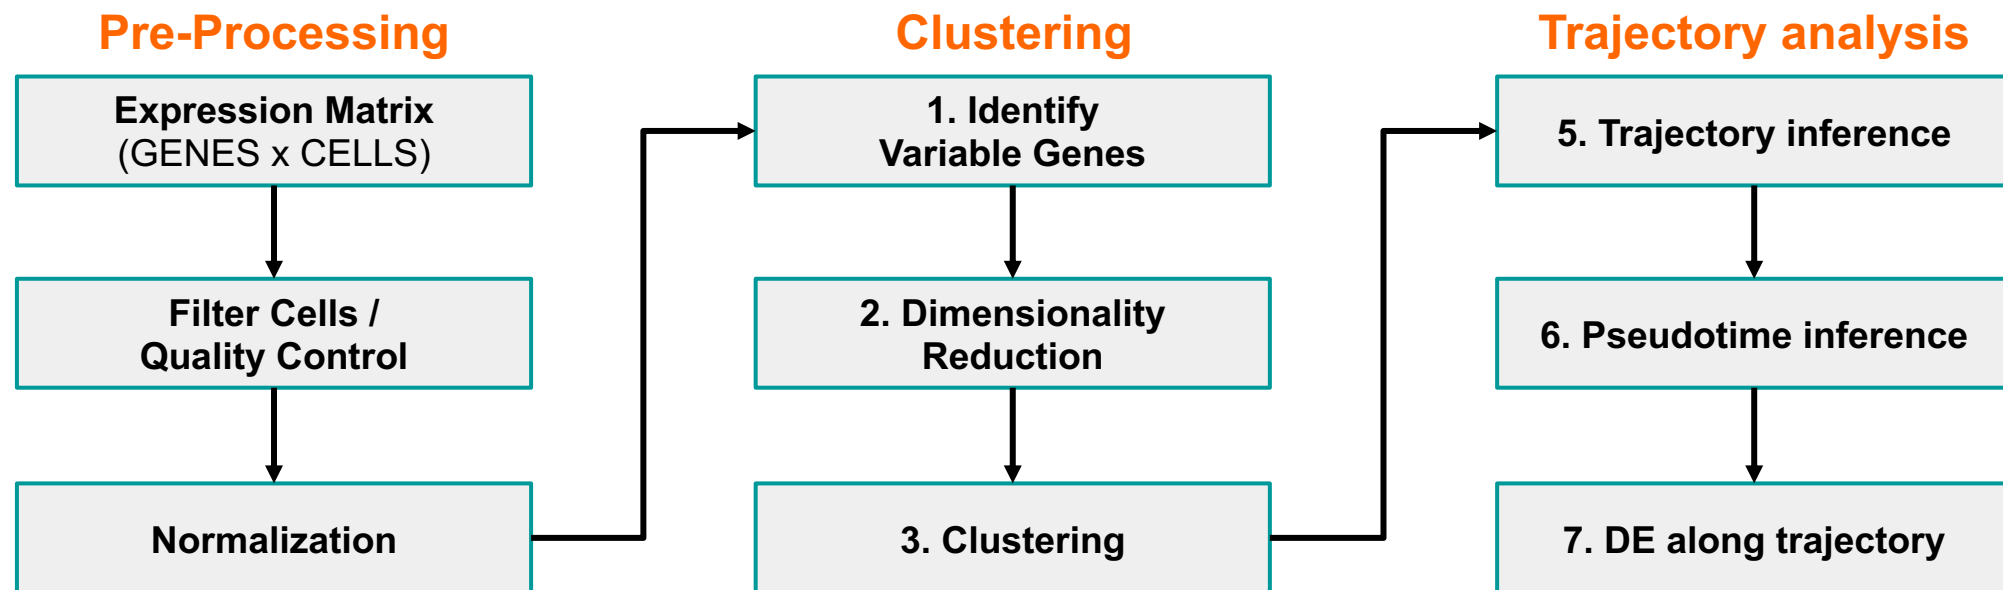 Pre-Processing
Expression Matrix
(GENES x CELLS)
Filter Cells /
Quality Control
Normalization
Clustering
1. Identify
Variable Genes
2. Dimensionality
Reduction
3. Clustering
Trajectory analysis
5. Trajectory inference
6. Pseudotime inference
7. DE along trajectory